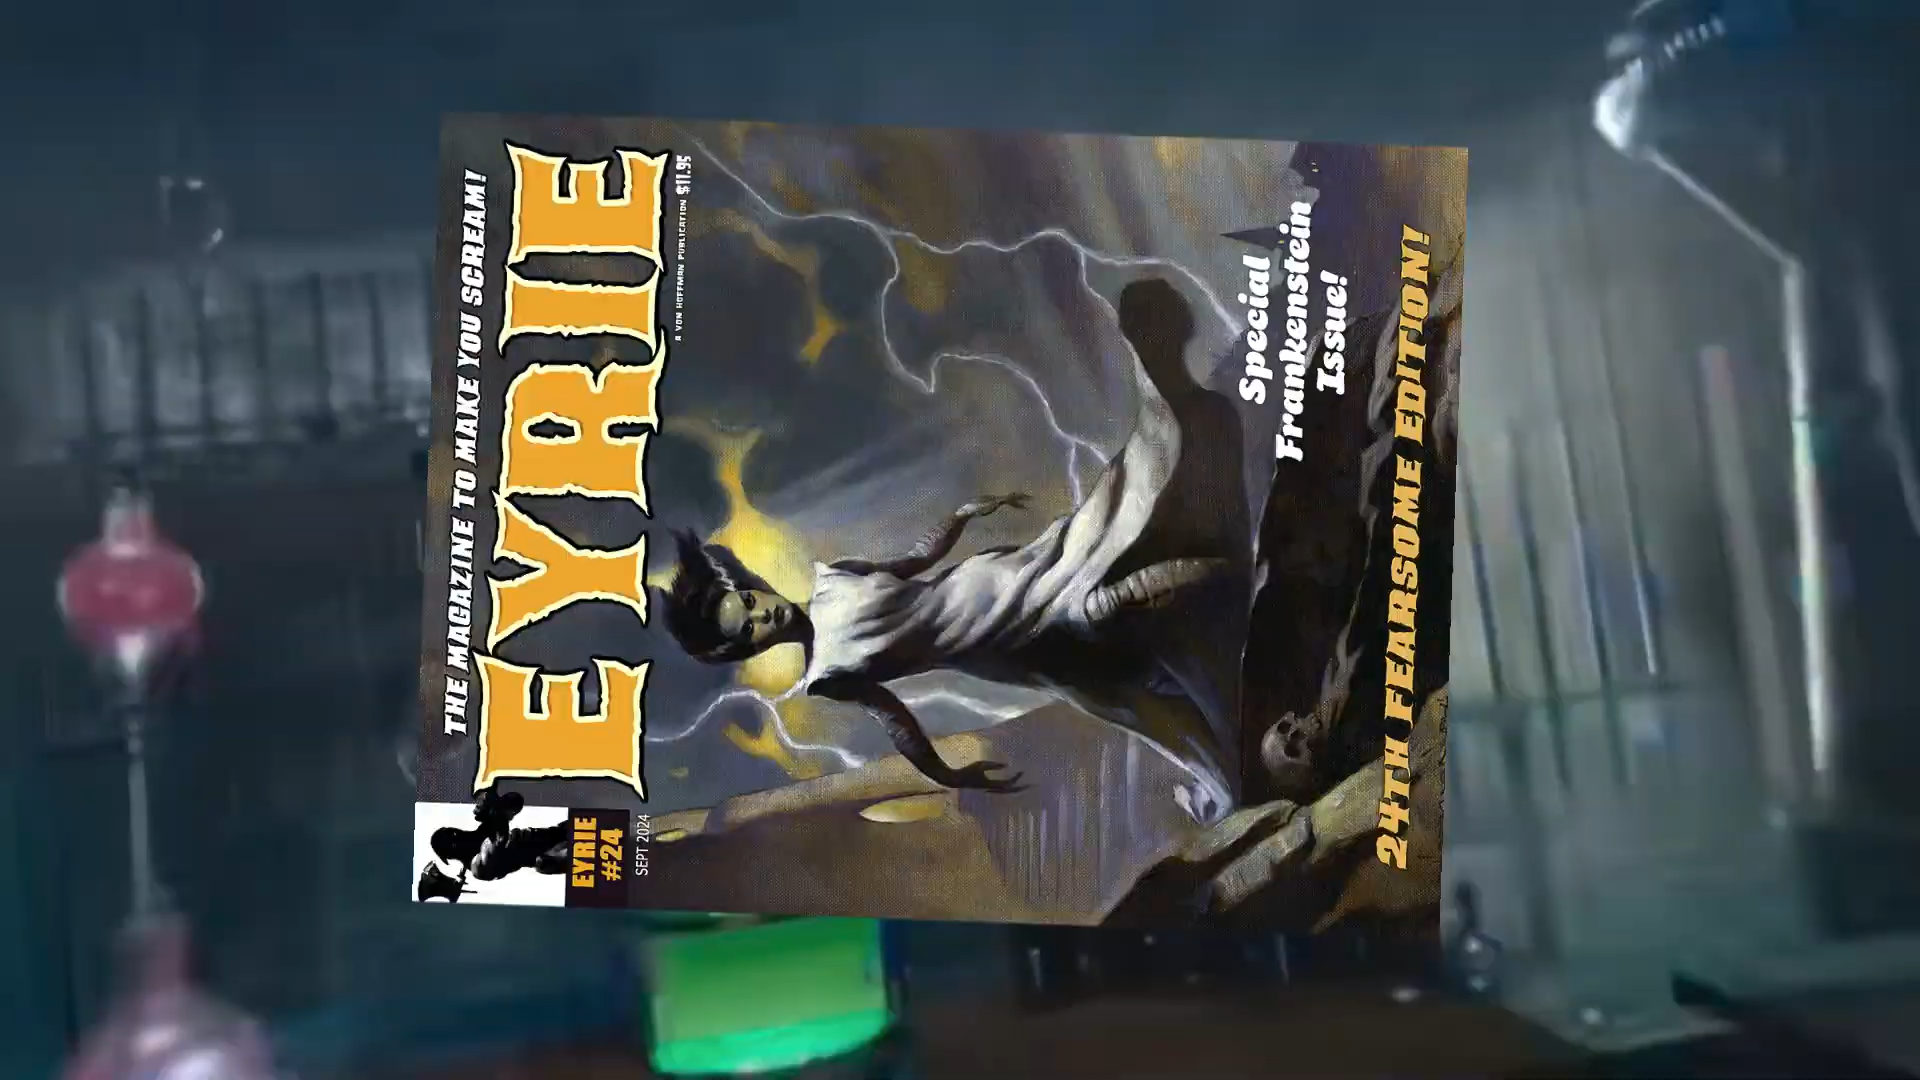 THE MAGAZINE TO MAKE YOU SCREAM!
EYRIE
EYRIE
#24
SEPT 2024
A VON HOFFMAN PUBLICATION $11.95
Special
Frankenstein
Issue!
24TH FEARSOME EDITION!